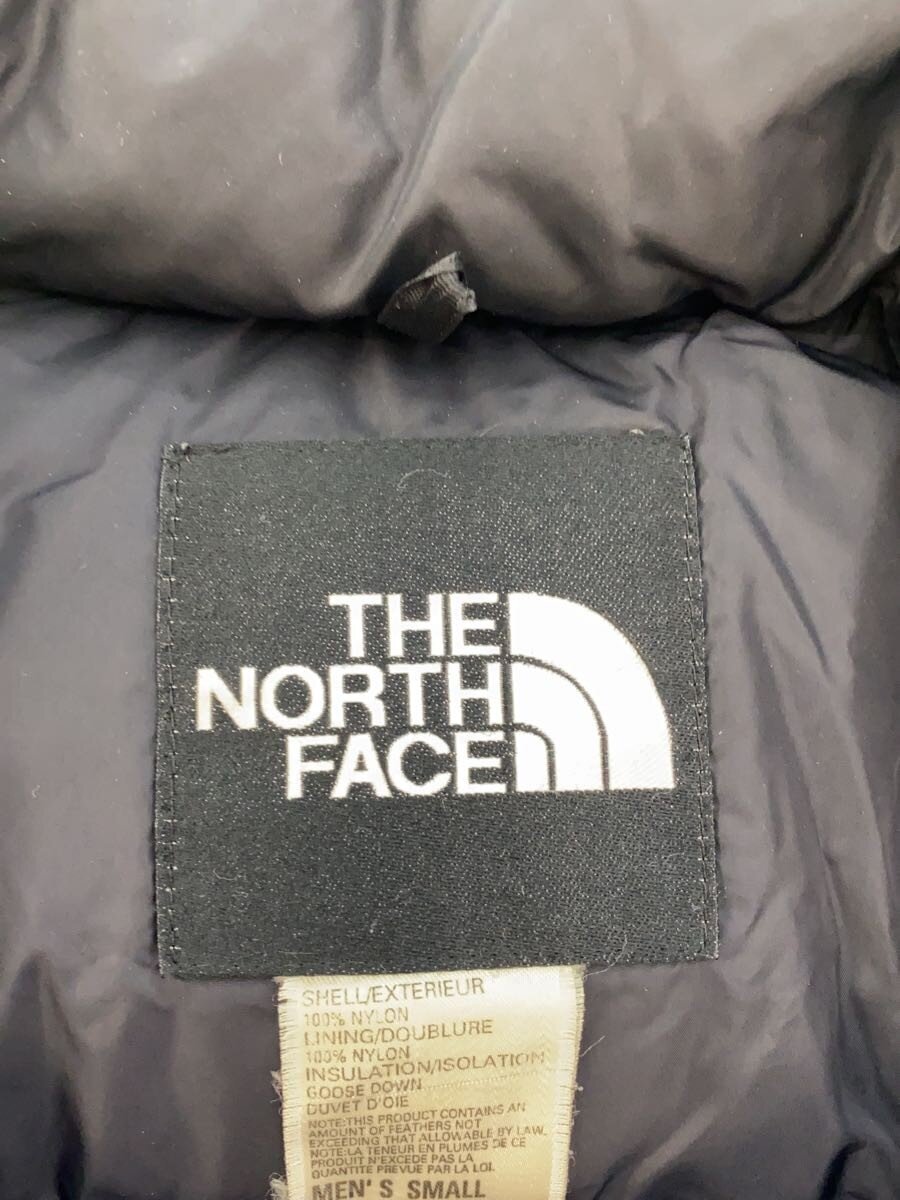 THE
NORTH
FACE
SHELL/EXTERIEUR
100% NYLON
LINING/DOUBLURE
100% NYLON
INSULATION/ISOLATION
GOOSE DOWN
DUVET D'OIE
NOTE:THIS PRODUCT CONTAINS AN
AMOUNT OF FEATHERS NOT
EXCEEDING THAT ALLOWABLE BY LAW.
NOTE:LA TENEUR EN PLUMES DE CE
PRODUIT N'EXCEDE PAS LA
QUANTITE PREVUE PAR LA LOI.
MEN'S SMALL